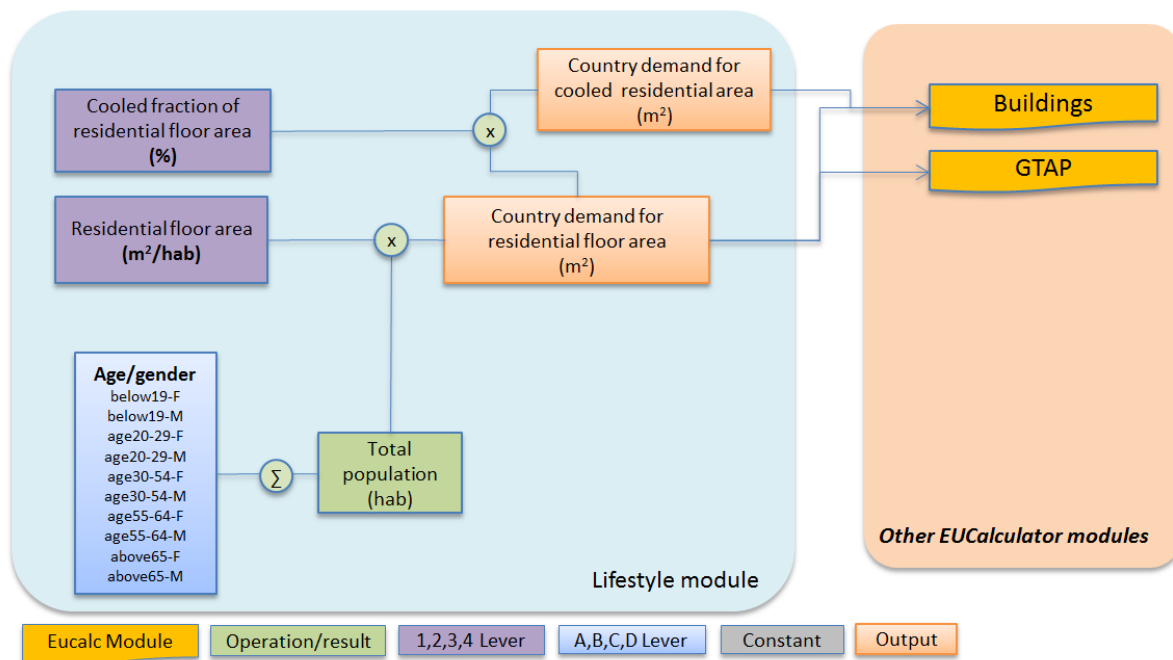 Cooled fraction of
residential floor area
(%)
Country demand for
cooled residential area
(m²)
x
Buildings
GTAP
Residential floor area
(m²/hab)
x
Country demand for
residential floor area
(m²)
Age/gender
below19-F
below19-M
age20-29-F
age20-29-M
age30-54-F
age30-54-M
age55-64-F
age55-64-M
above65-F
above65-M
∑
Total
population
(hab)
Lifestyle module
Other EUCalculator modules
Eucalc Module
Operation/result
1,2,3,4 Lever
A,B,C,D Lever
Constant
Output